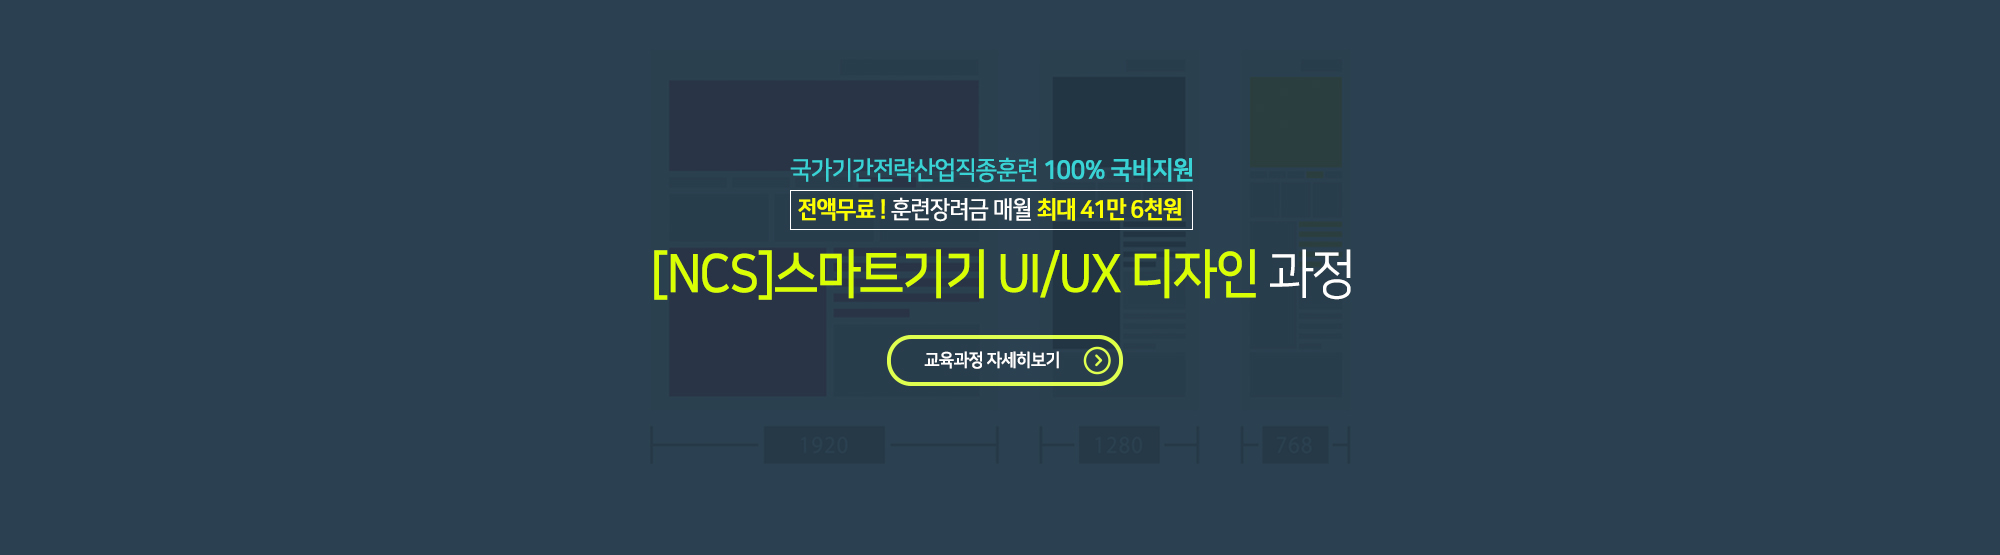 국가기간전략산업직종훈련 100% 국비지원
전액무료 ! 훈련장려금 매월 최대 41만 6천원
[NCS]스마트기기 UI/UX 디자인 과정
교육과정 자세히보기
1920
1280
768